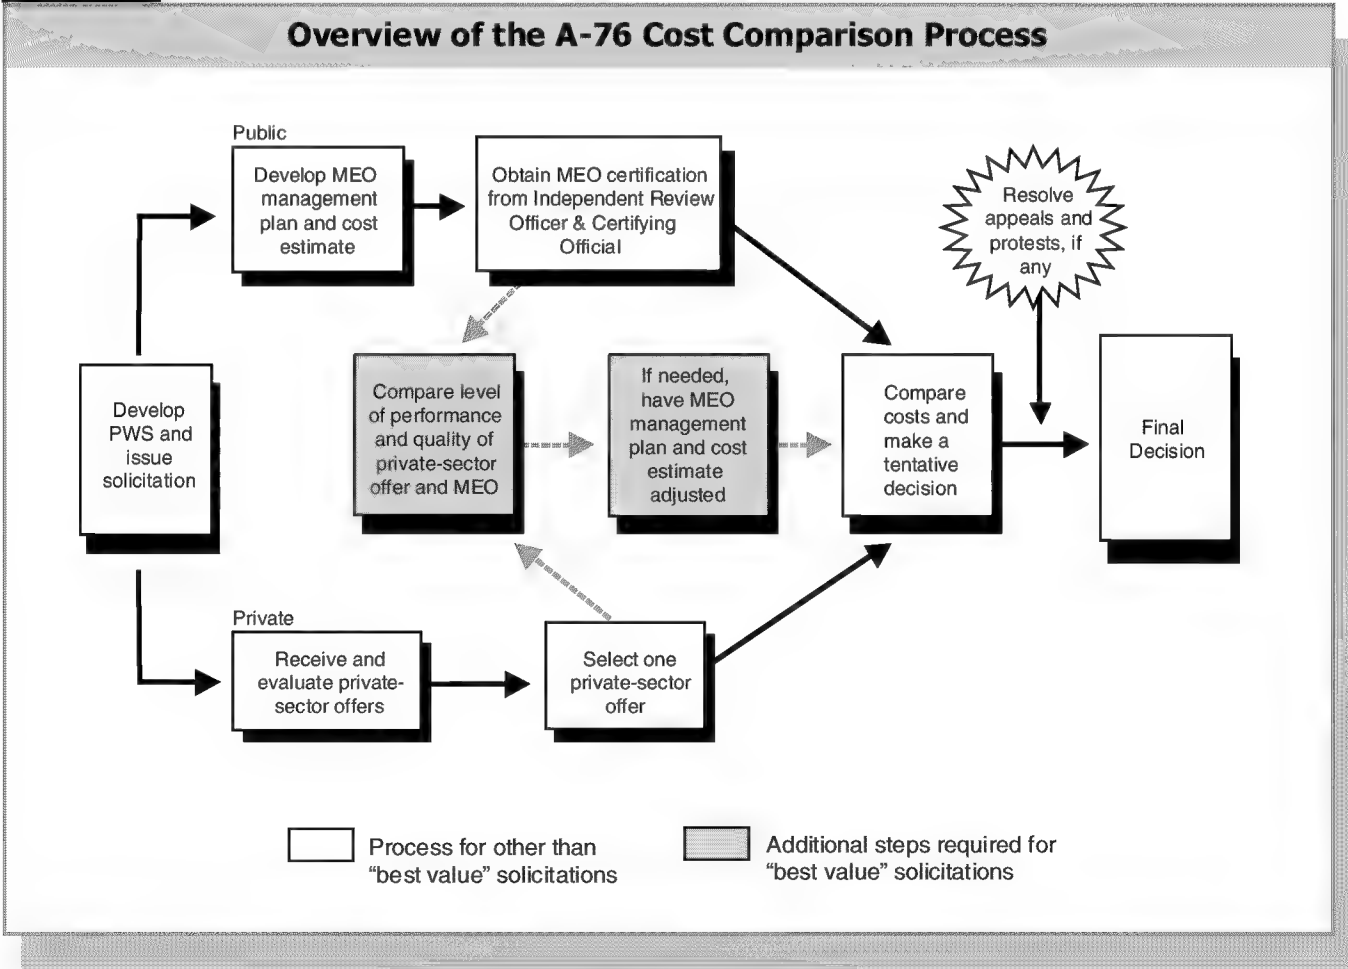 Overview of the A-76 Cost Comparison Process
Public
Develop MEO
management
plan and cost
estimate
Obtain MEO certification
from Independent Review
Officer & Certifying
Official
Resolve
appeals and
protests, if
any
Develop
PWS and
issue
solicitation
Compare level
of performance
and quality of
private-sector
offer and MEO
If needed,
have MEO
management
plan and cost
estimate
adjusted
Compare
costs and
make a
tentative
decision
Final
Decision
Private
Receive and
evaluate private-
sector offers
Select one
private-sector
offer
Process for other than
“best value” solicitations
Additional steps required for
“best value” solicitations